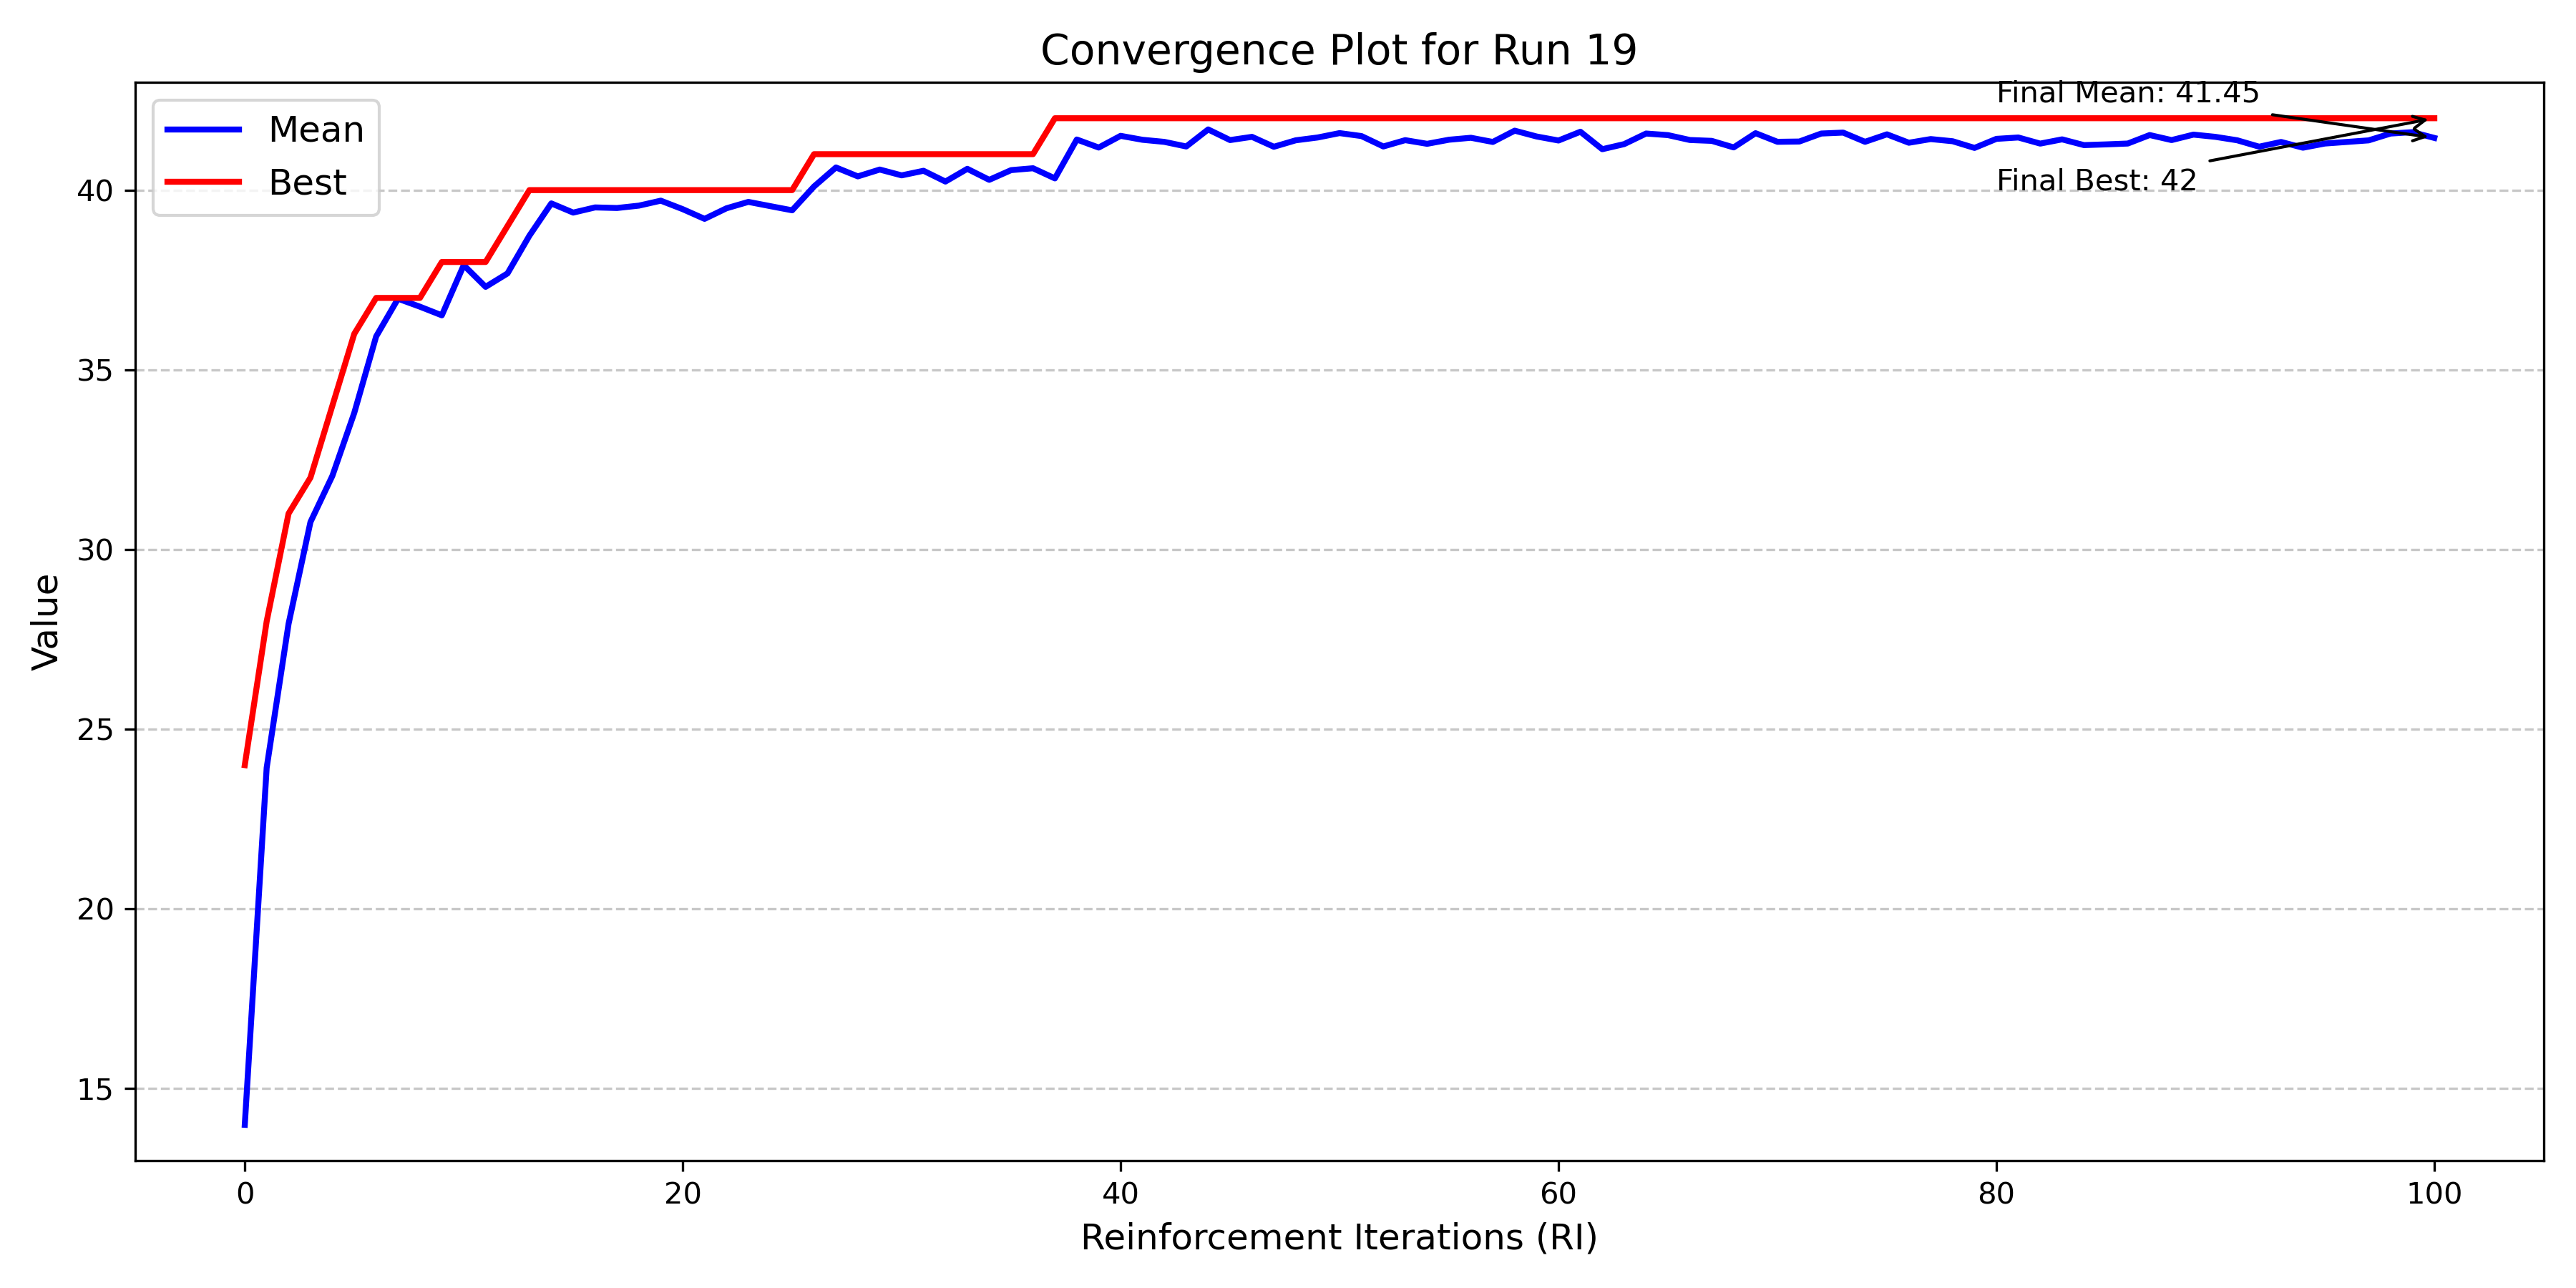 Convergence Plot for Run 19
Final Mean: 41.45
Mean
Best
Final Best: 42
40
35
30
25
20
15
Value
0 20 40 60 80 100
Reinforcement Iterations (RI)